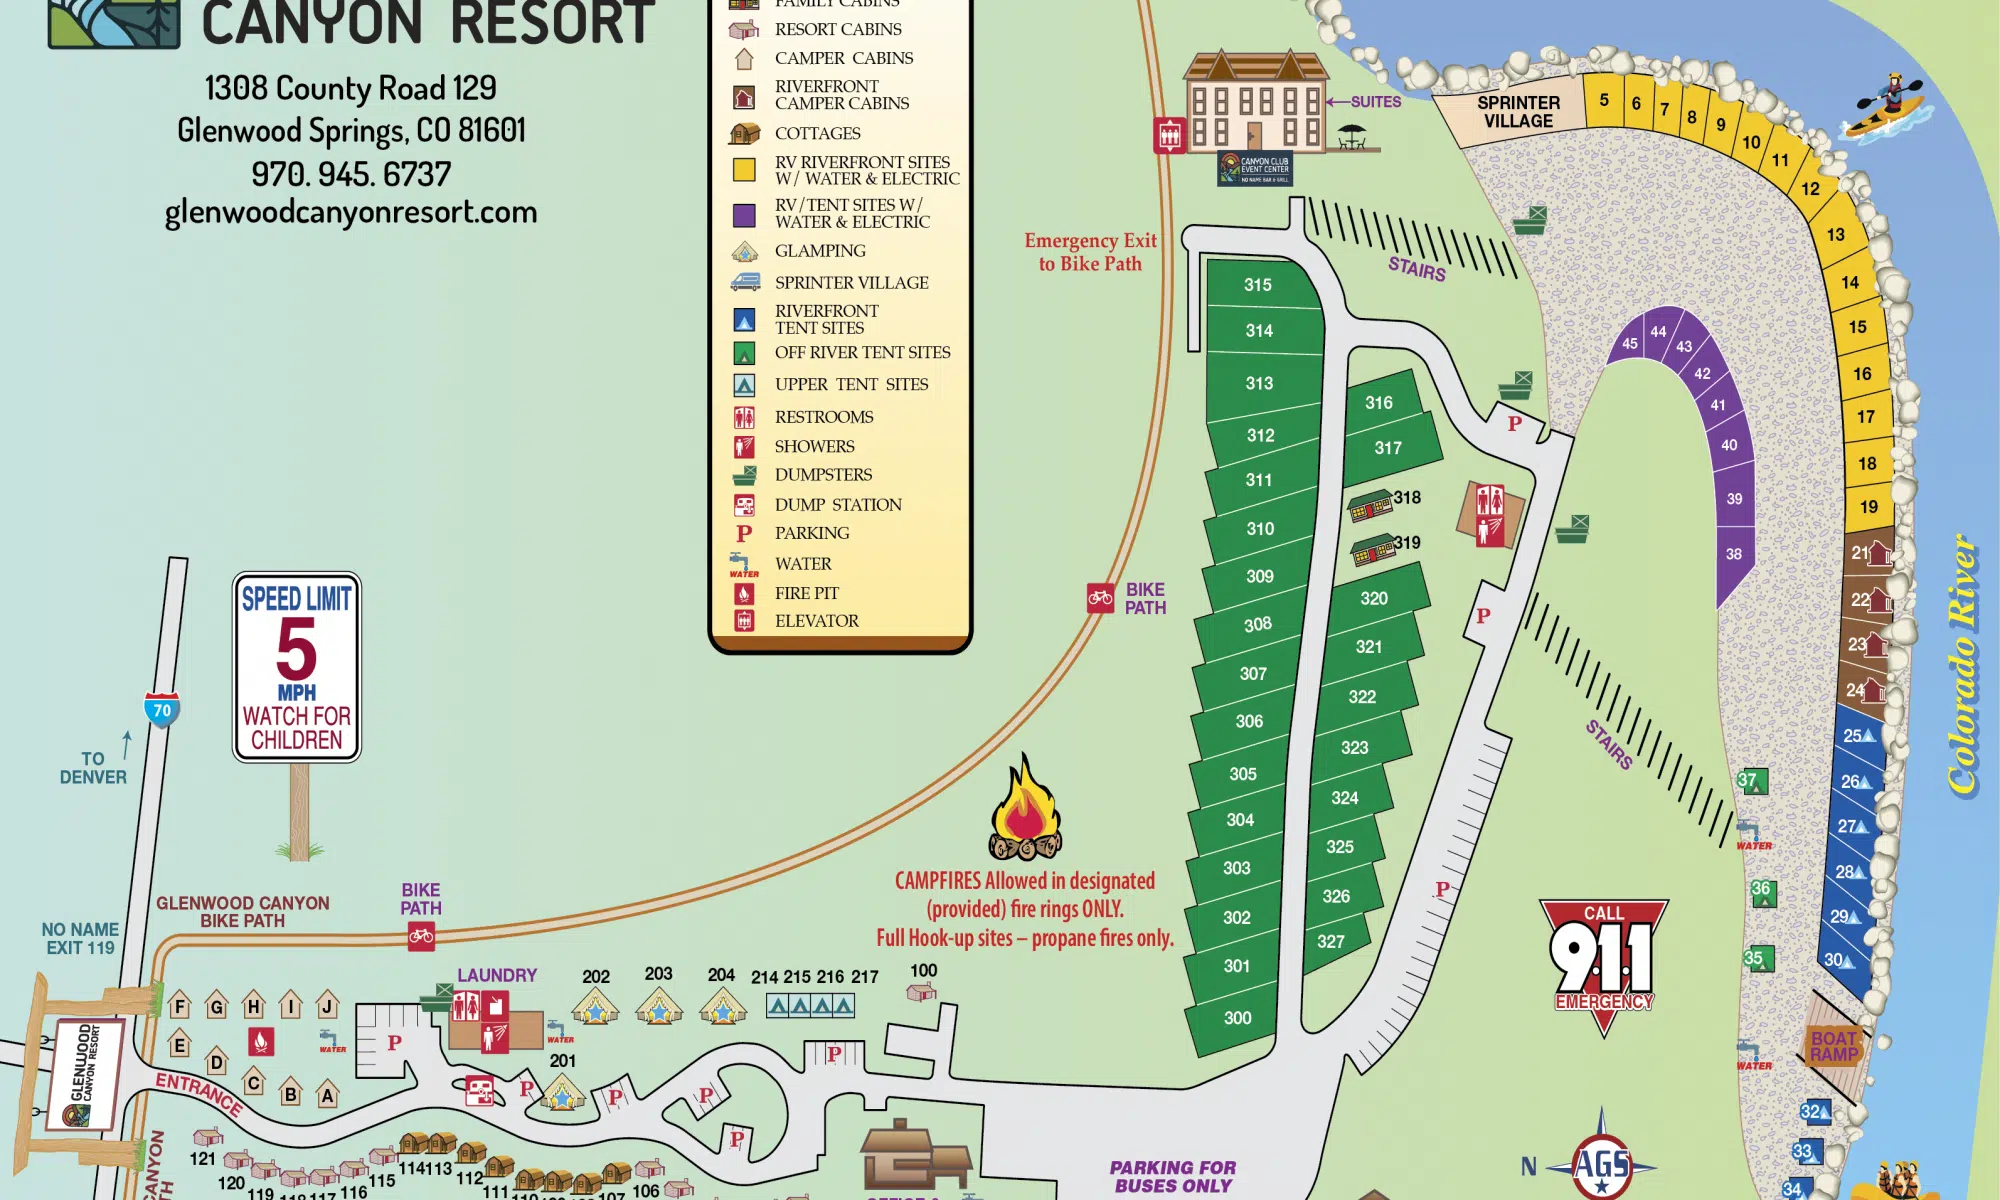 CANYON RESORT
1308 County Road 129
Glenwood Springs, CO 81601
970. 945. 6737
glenwoodcanyonresort.com
FAMILY CABINS
RESORT CABINS
CAMPER CABINS
RIVERFRONT
CAMPER CABINS
COTTAGES
RV RIVERFRONT SITES
W/ WATER & ELECTRIC
RV/TENT SITES W/
WATER & ELECTRIC
GLAMPING
SPRINTER VILLAGE
RIVERFRONT
TENT SITES
OFF RIVER TENT SITES
UPPER TENT SITES
RESTROOMS
SHOWERS
DUMPSTERS
DUMP STATION
P PARKING
WATER WATER
FIRE PIT
ELEVATOR
SUITES
CANYON CLUB
EVENT CENTER
NO NAME BAR & GRILL
Emergency Exit
to Bike Path
STAIRS
SPRINTER
VILLAGE
5
6
7
8
9
10
11
12
13
14
15
16
17
18
19
21
22
23
24
25
26
27
28
29
30
BOAT
RAMP
32
33
34
45
44
43
42
41
40
39
38
37
WATER
36
35
WATER
Colorado River
315
314
313
312
311
310
309
308
307
306
305
304
303
302
301
300
316
317
318
319
320
321
322
323
324
325
326
327
P
P
P
STAIRS
CALL
911
EMERGENCY
N
AGS
BIKE
PATH
SPEED LIMIT
5
MPH
WATCH FOR
CHILDREN
70
TO
DENVER
NO NAME
EXIT 119
GLENWOOD CANYON
BIKE PATH
BIKE
PATH
CAMPFIRES Allowed in designated
(provided) fire rings ONLY.
Full Hook-up sites – propane fires only.
LAUNDRY
202
203
204
214 215 216 217
100
F G H I J
E
D
C
B
A
WATER
P
WATER
201
P
P
P
P
P
GLENWOOD
CANYON RESORT
ENTRANCE
CANYON
121
120
119
117
116
115
114
113
112
111
107
106
PARKING FOR
BUSES ONLY